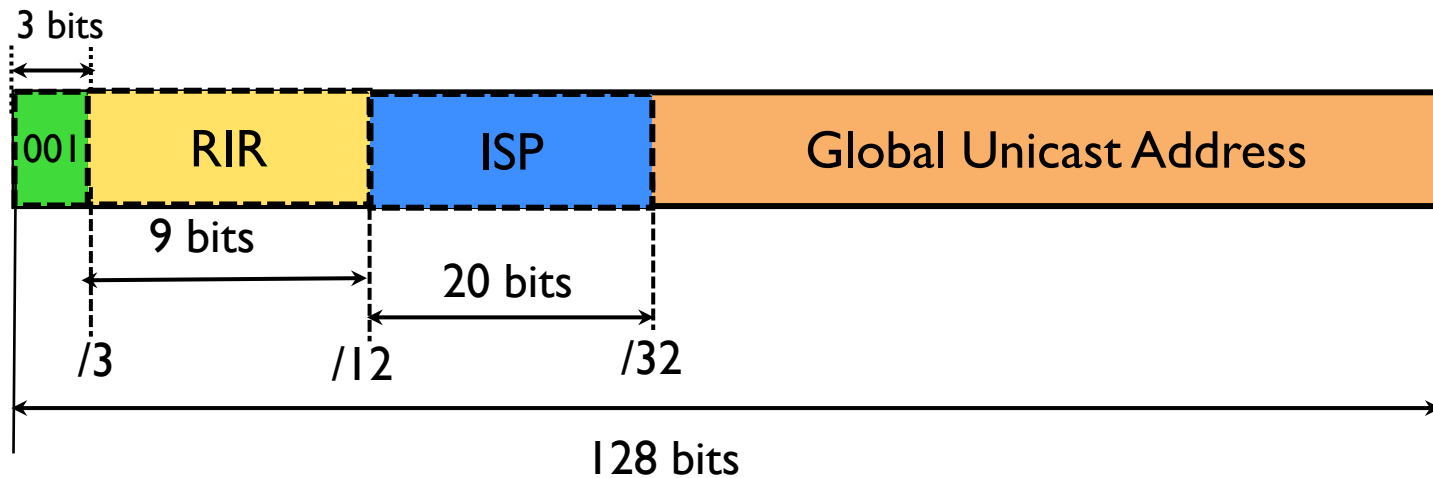 3 bits
001 RIR ISP Global Unicast Address
9 bits
20 bits
/3 /12 /32
128 bits